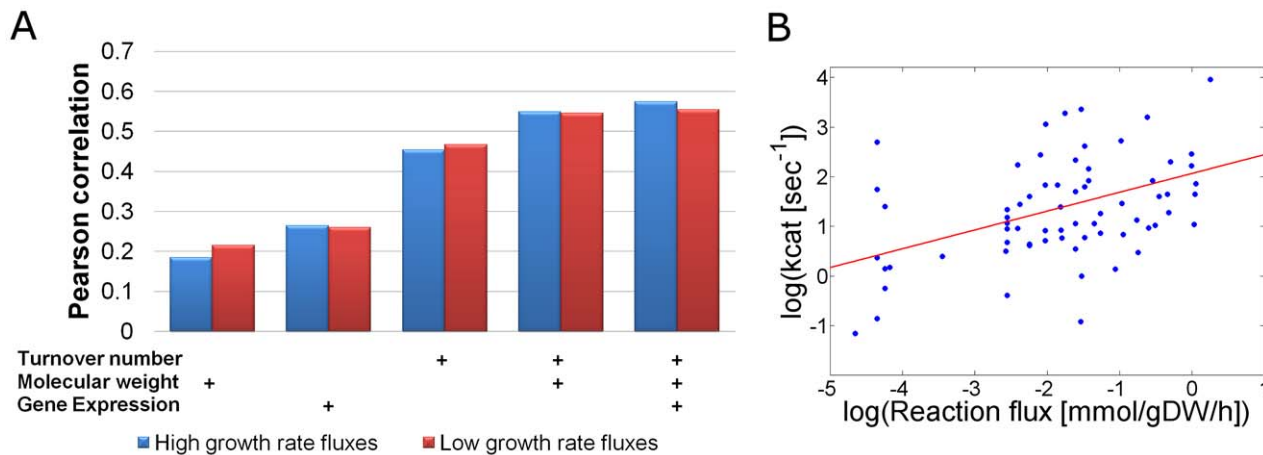 A
Pearson correlation
0.7
0.6
0.5
0.4
0.3
0.2
0.1
0
Turnover number + + +
Molecular weight + + +
Gene Expression + +
High growth rate fluxes Low growth rate fluxes
B
log(kcat [sec⁻¹])
4
3
2
1
0
-1
-5 -4 -3 -2 -1 0 1
log(Reaction flux [mmol/gDW/h])